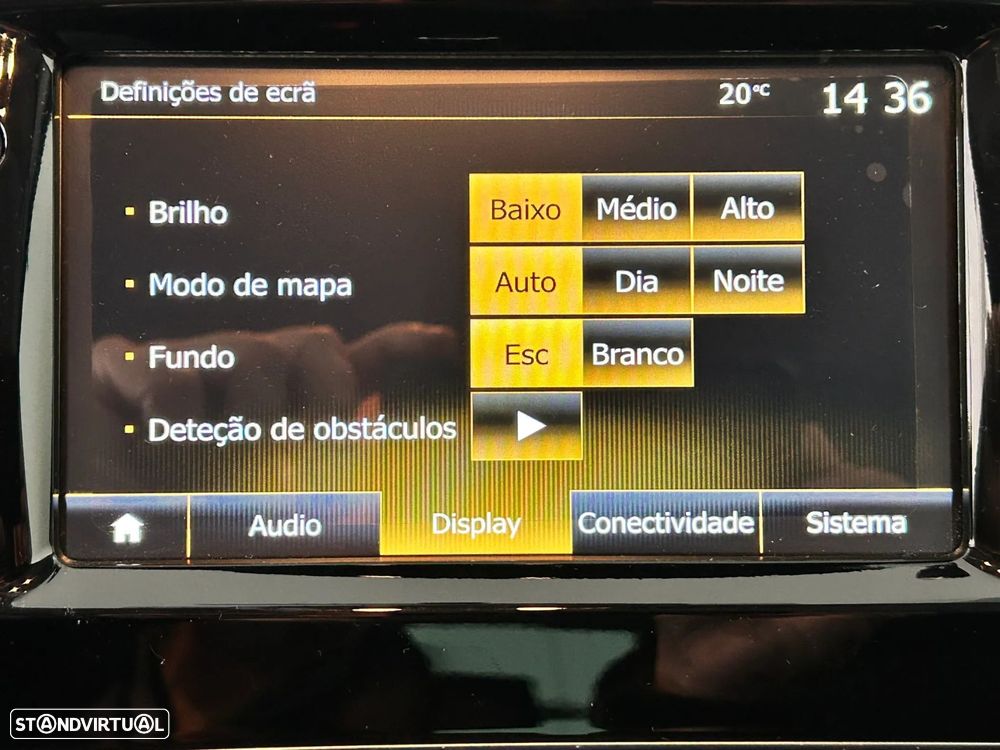 Definições de ecrã 20°C 14 36
Brilho Baixo Médio Alto
Modo de mapa Auto Dia Noite
Fundo Esc Branco
Deteção de obstáculos
Audio Display Conectividade Sistema
STANDVIRTUAL